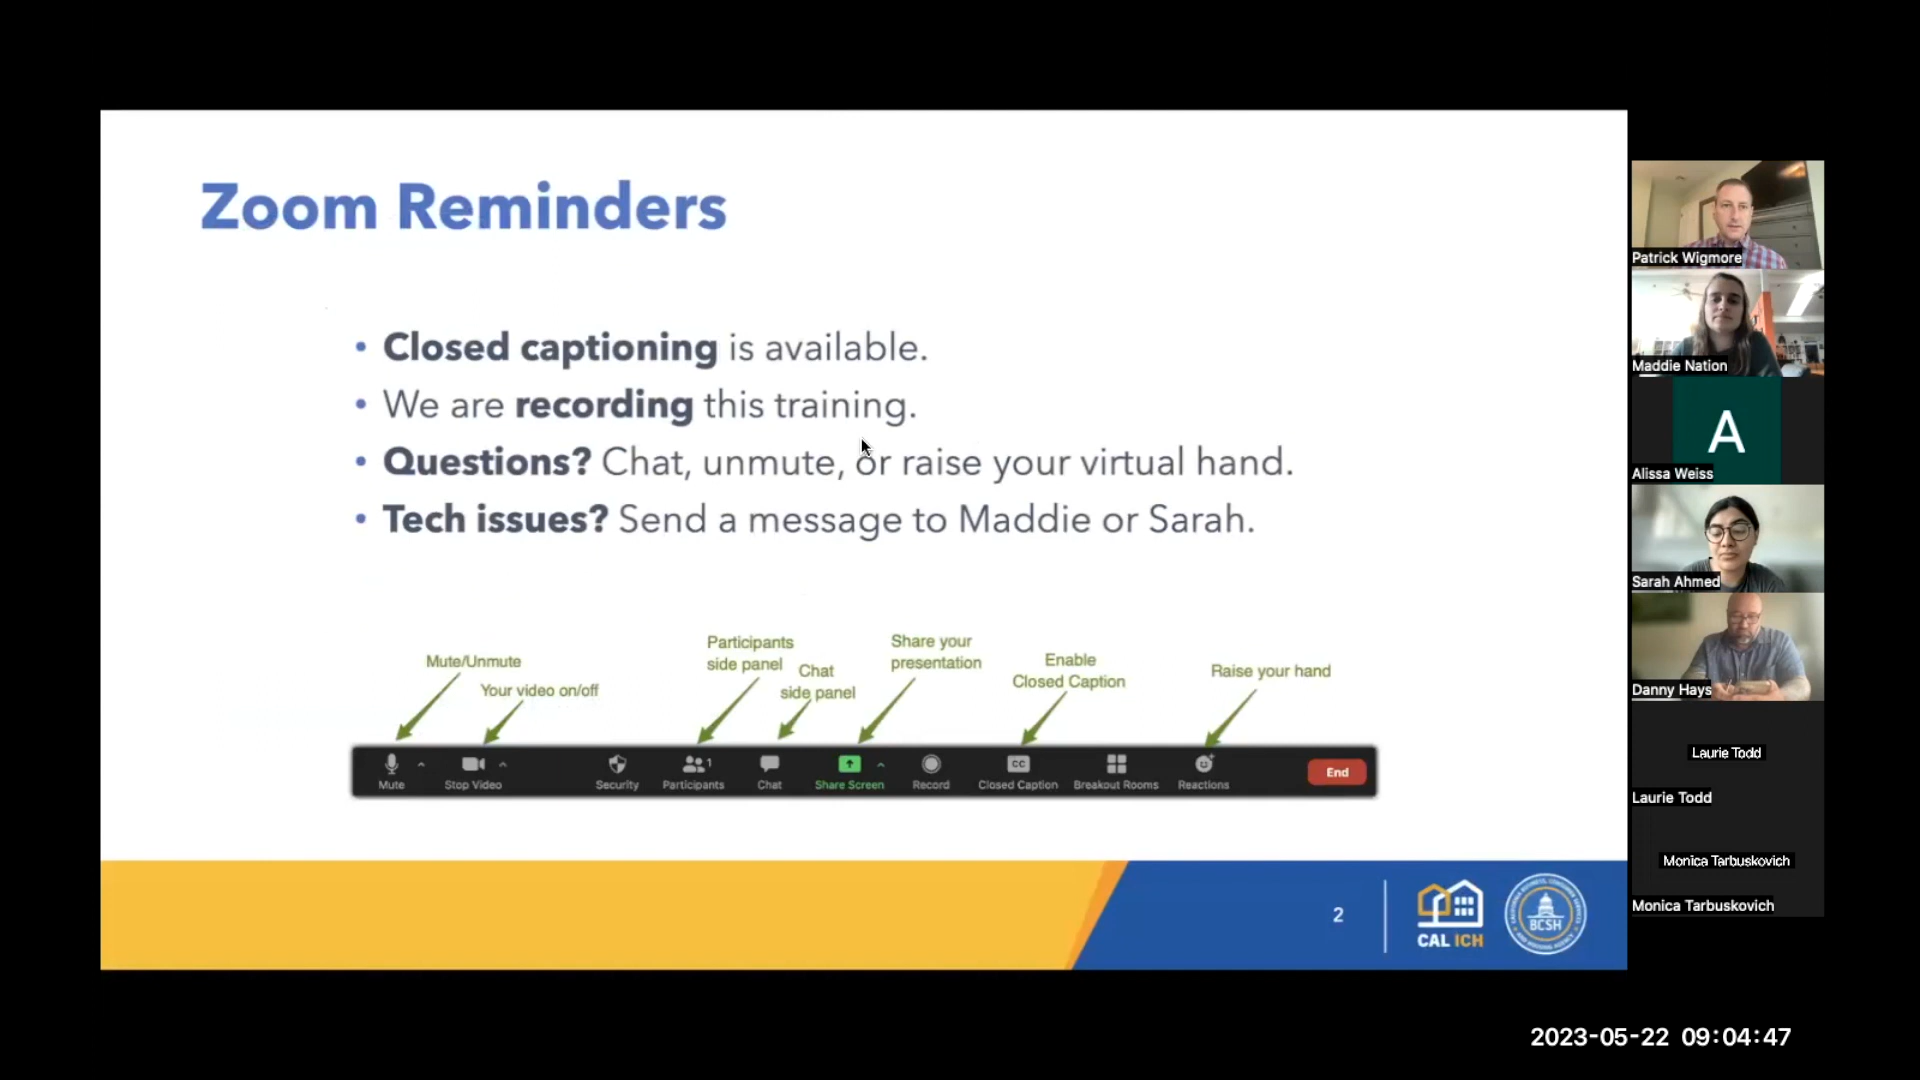 Zoom Reminders
• Closed captioning is available.
• We are recording this training.
• Questions? Chat, unmute, or raise your virtual hand.
• Tech issues? Send a message to Maddie or Sarah.
Mute/Unmute
Your video on/off
Participants
side panel
Chat
side panel
Share your
presentation
Enable
Closed Caption
Raise your hand
Mute
Stop Video
Security
Participants
1
Chat
Share Screen
Record
CC
Closed Caption
Breakout Rooms
Reactions
End
2
CAL ICH
BCSH
Patrick Wigmore
Maddie Nation
A
Alissa Weiss
Sarah Ahmed
Danny Hays
Laurie Todd
Laurie Todd
Monica Tarbuskovich
Monica Tarbuskovich
2023-05-22 09:04:47